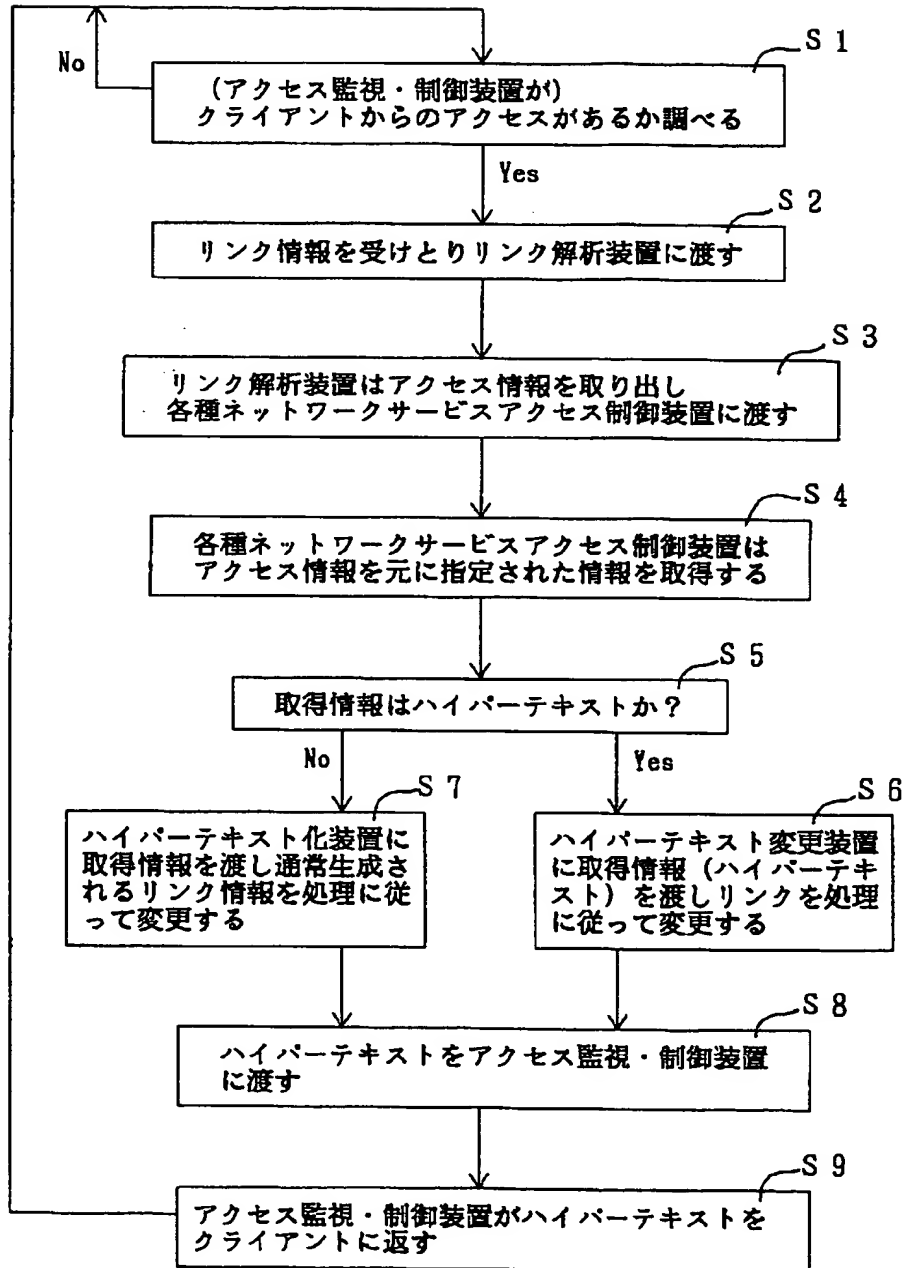 S1
No
(アクセス監視・制御装置が)
クライアントからのアクセスがあるか調べる
Yes
S2
リンク情報を受けとりリンク解析装置に渡す
S3
リンク解析装置はアクセス情報を取り出し
各種ネットワークサービスアクセス制御装置に渡す
S4
各種ネットワークサービスアクセス制御装置は
アクセス情報を元に指定された情報を取得する
S5
取得情報はハイパーテキストか?
No
Yes
S7
S6
ハイパーテキスト化装置に
取得情報を渡し通常生成さ
れるリンク情報を処理に従
って変更する
ハイパーテキスト変更装置
に取得情報(ハイパーテキ
スト)を渡しリンクを処理
に従って変更する
S8
ハイパーテキストをアクセス監視・制御装置
に渡す
S9
アクセス監視・制御装置がハイパーテキストを
クライアントに返す